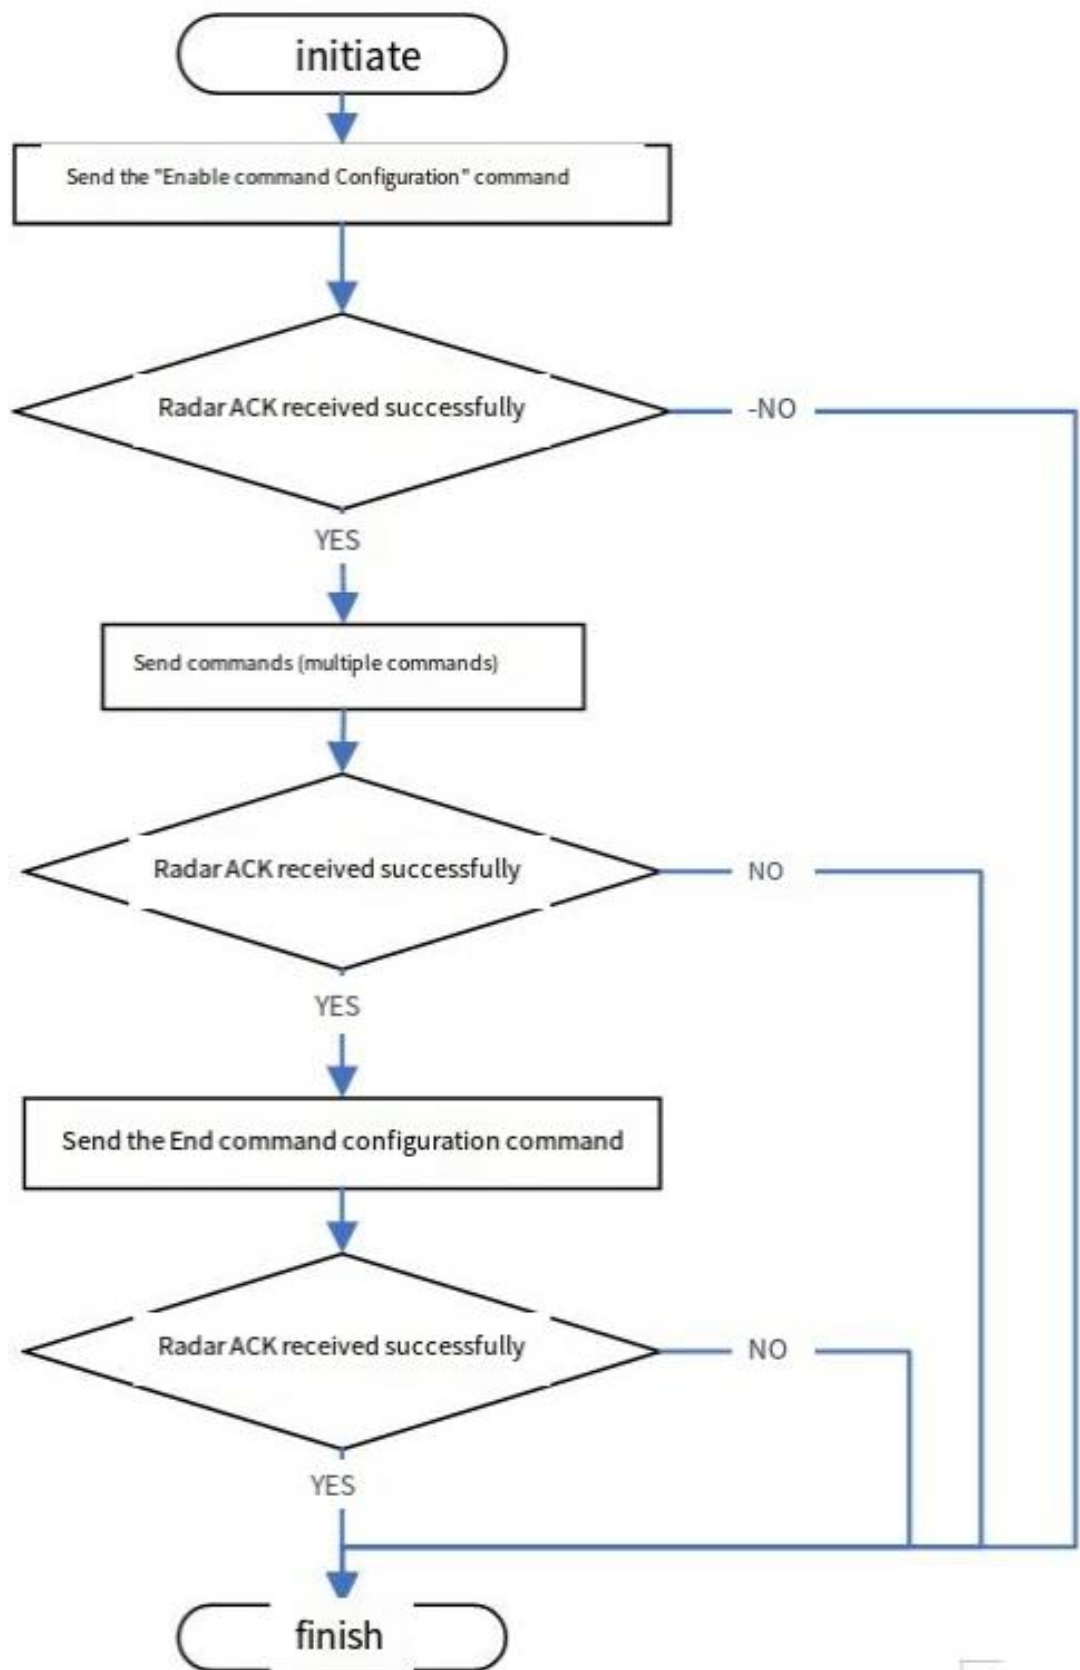 initiate
Send the "Enable command Configuration" command
Radar ACK received successfully
-NO
YES
Send commands (multiple commands)
Radar ACK received successfully
NO
YES
Send the End command configuration command
Radar ACK received successfully
NO
YES
finish